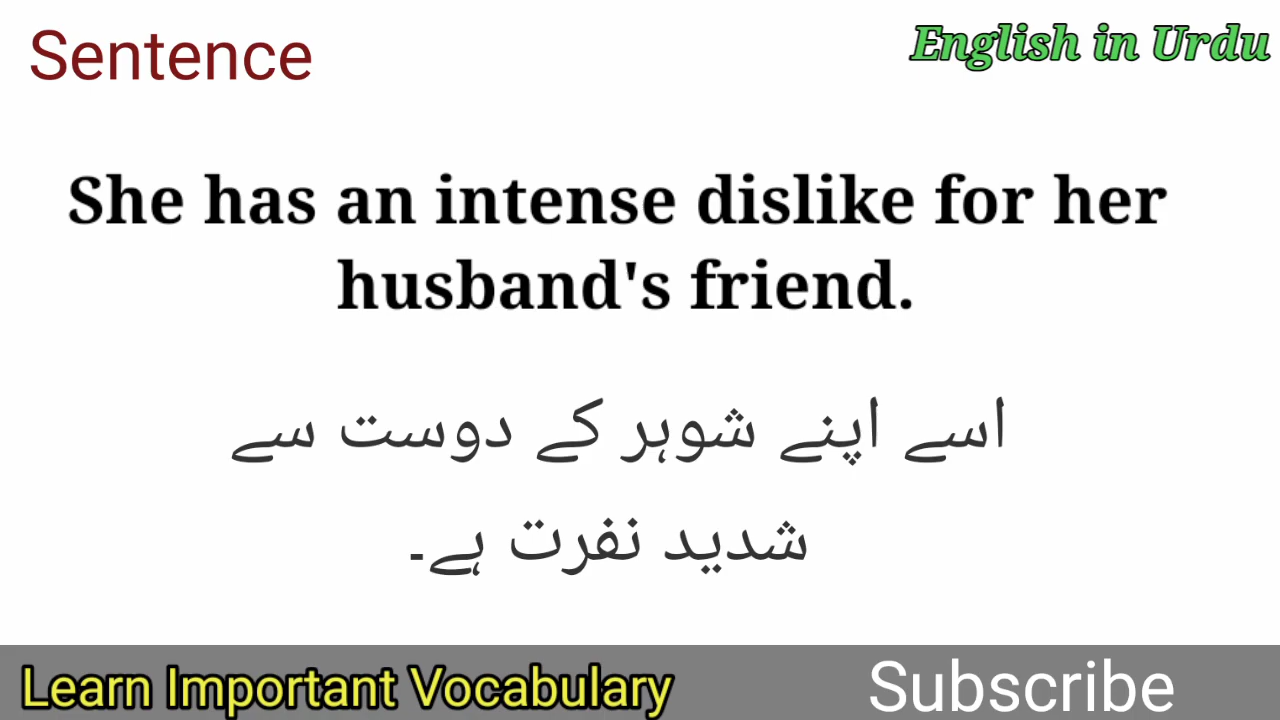 Sentence
English in Urdu
She has an intense dislike for her
husband's friend.
اسے اپنے شوہر کے دوست سے
شدید نفرت ہے۔
Learn Important Vocabulary
Subscribe